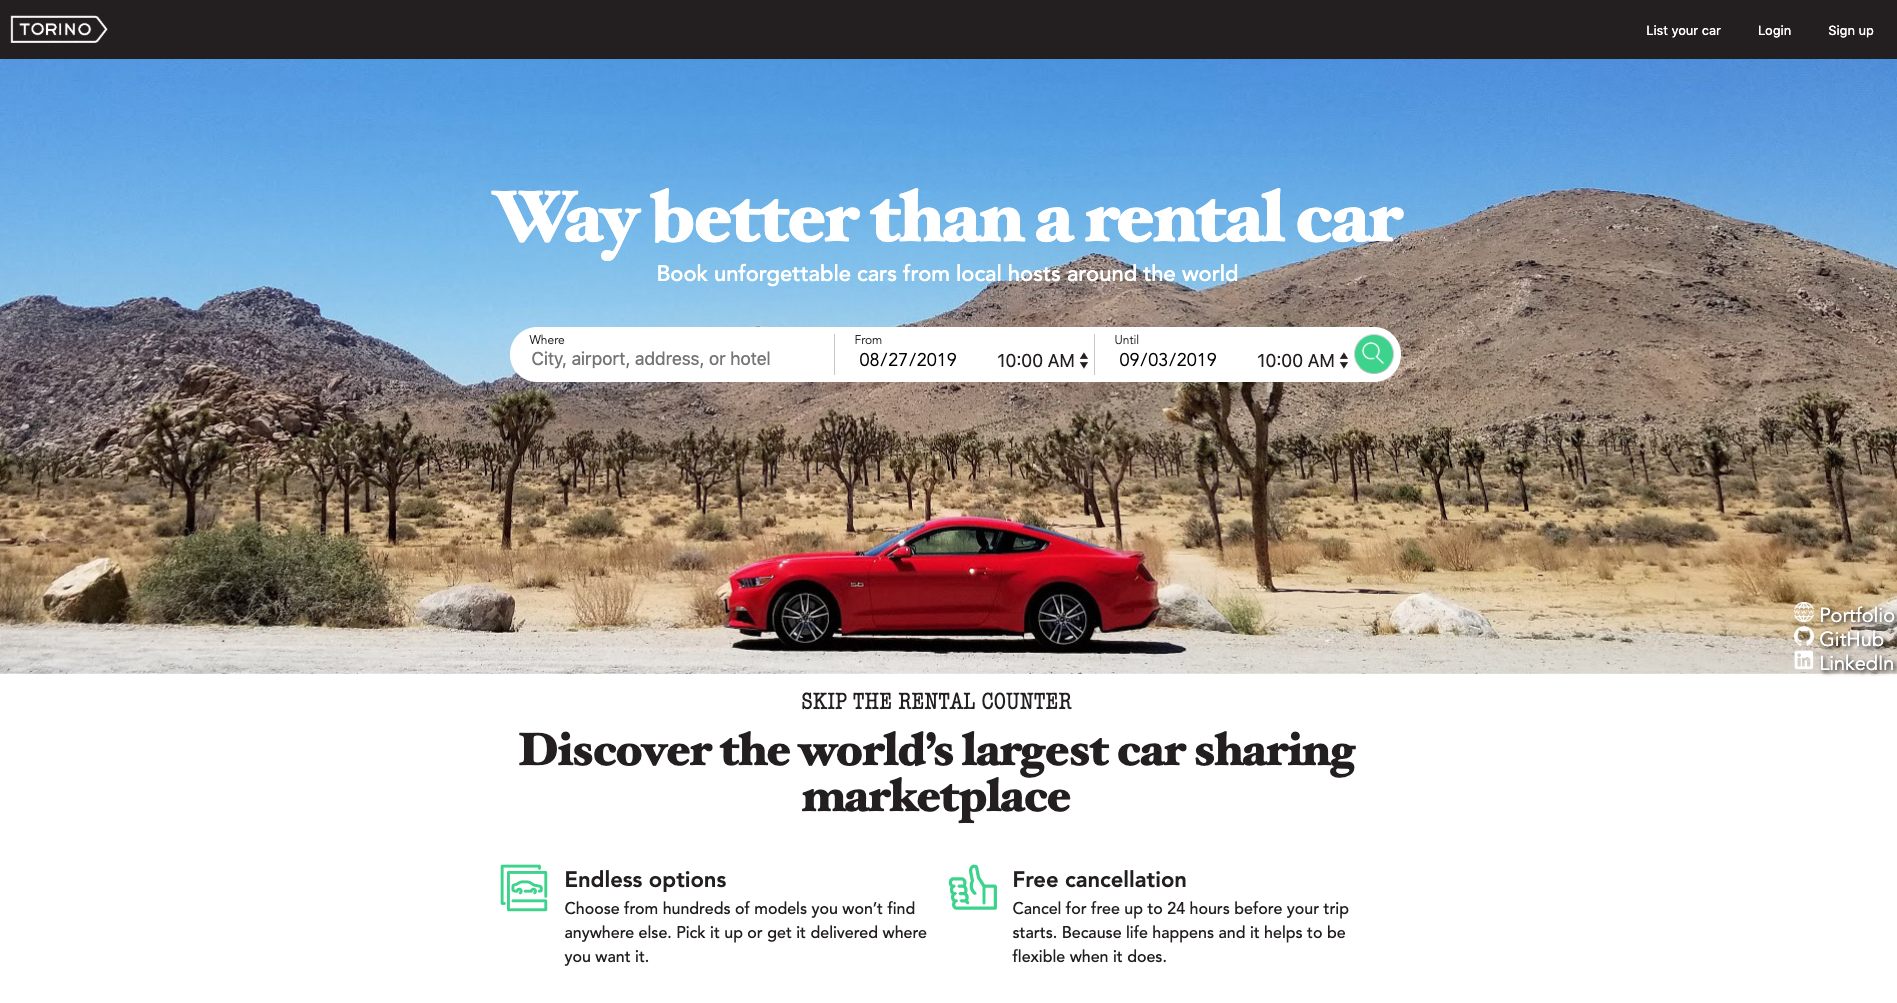 TORINO
List your car
Login
Sign up
Way better than a rental car
Book unforgettable cars from local hosts around the world
Where
City, airport, address, or hotel
From
08/27/2019
10:00 AM
Until
09/03/2019
10:00 AM
5.0
Portfolio
GitHub
LinkedIn
SKIP THE RENTAL COUNTER
Discover the world’s largest car sharing
marketplace
Endless options
Choose from hundreds of models you won’t find
anywhere else. Pick it up or get it delivered where
you want it.
Free cancellation
Cancel for free up to 24 hours before your trip
starts. Because life happens and it helps to be
flexible when it does.